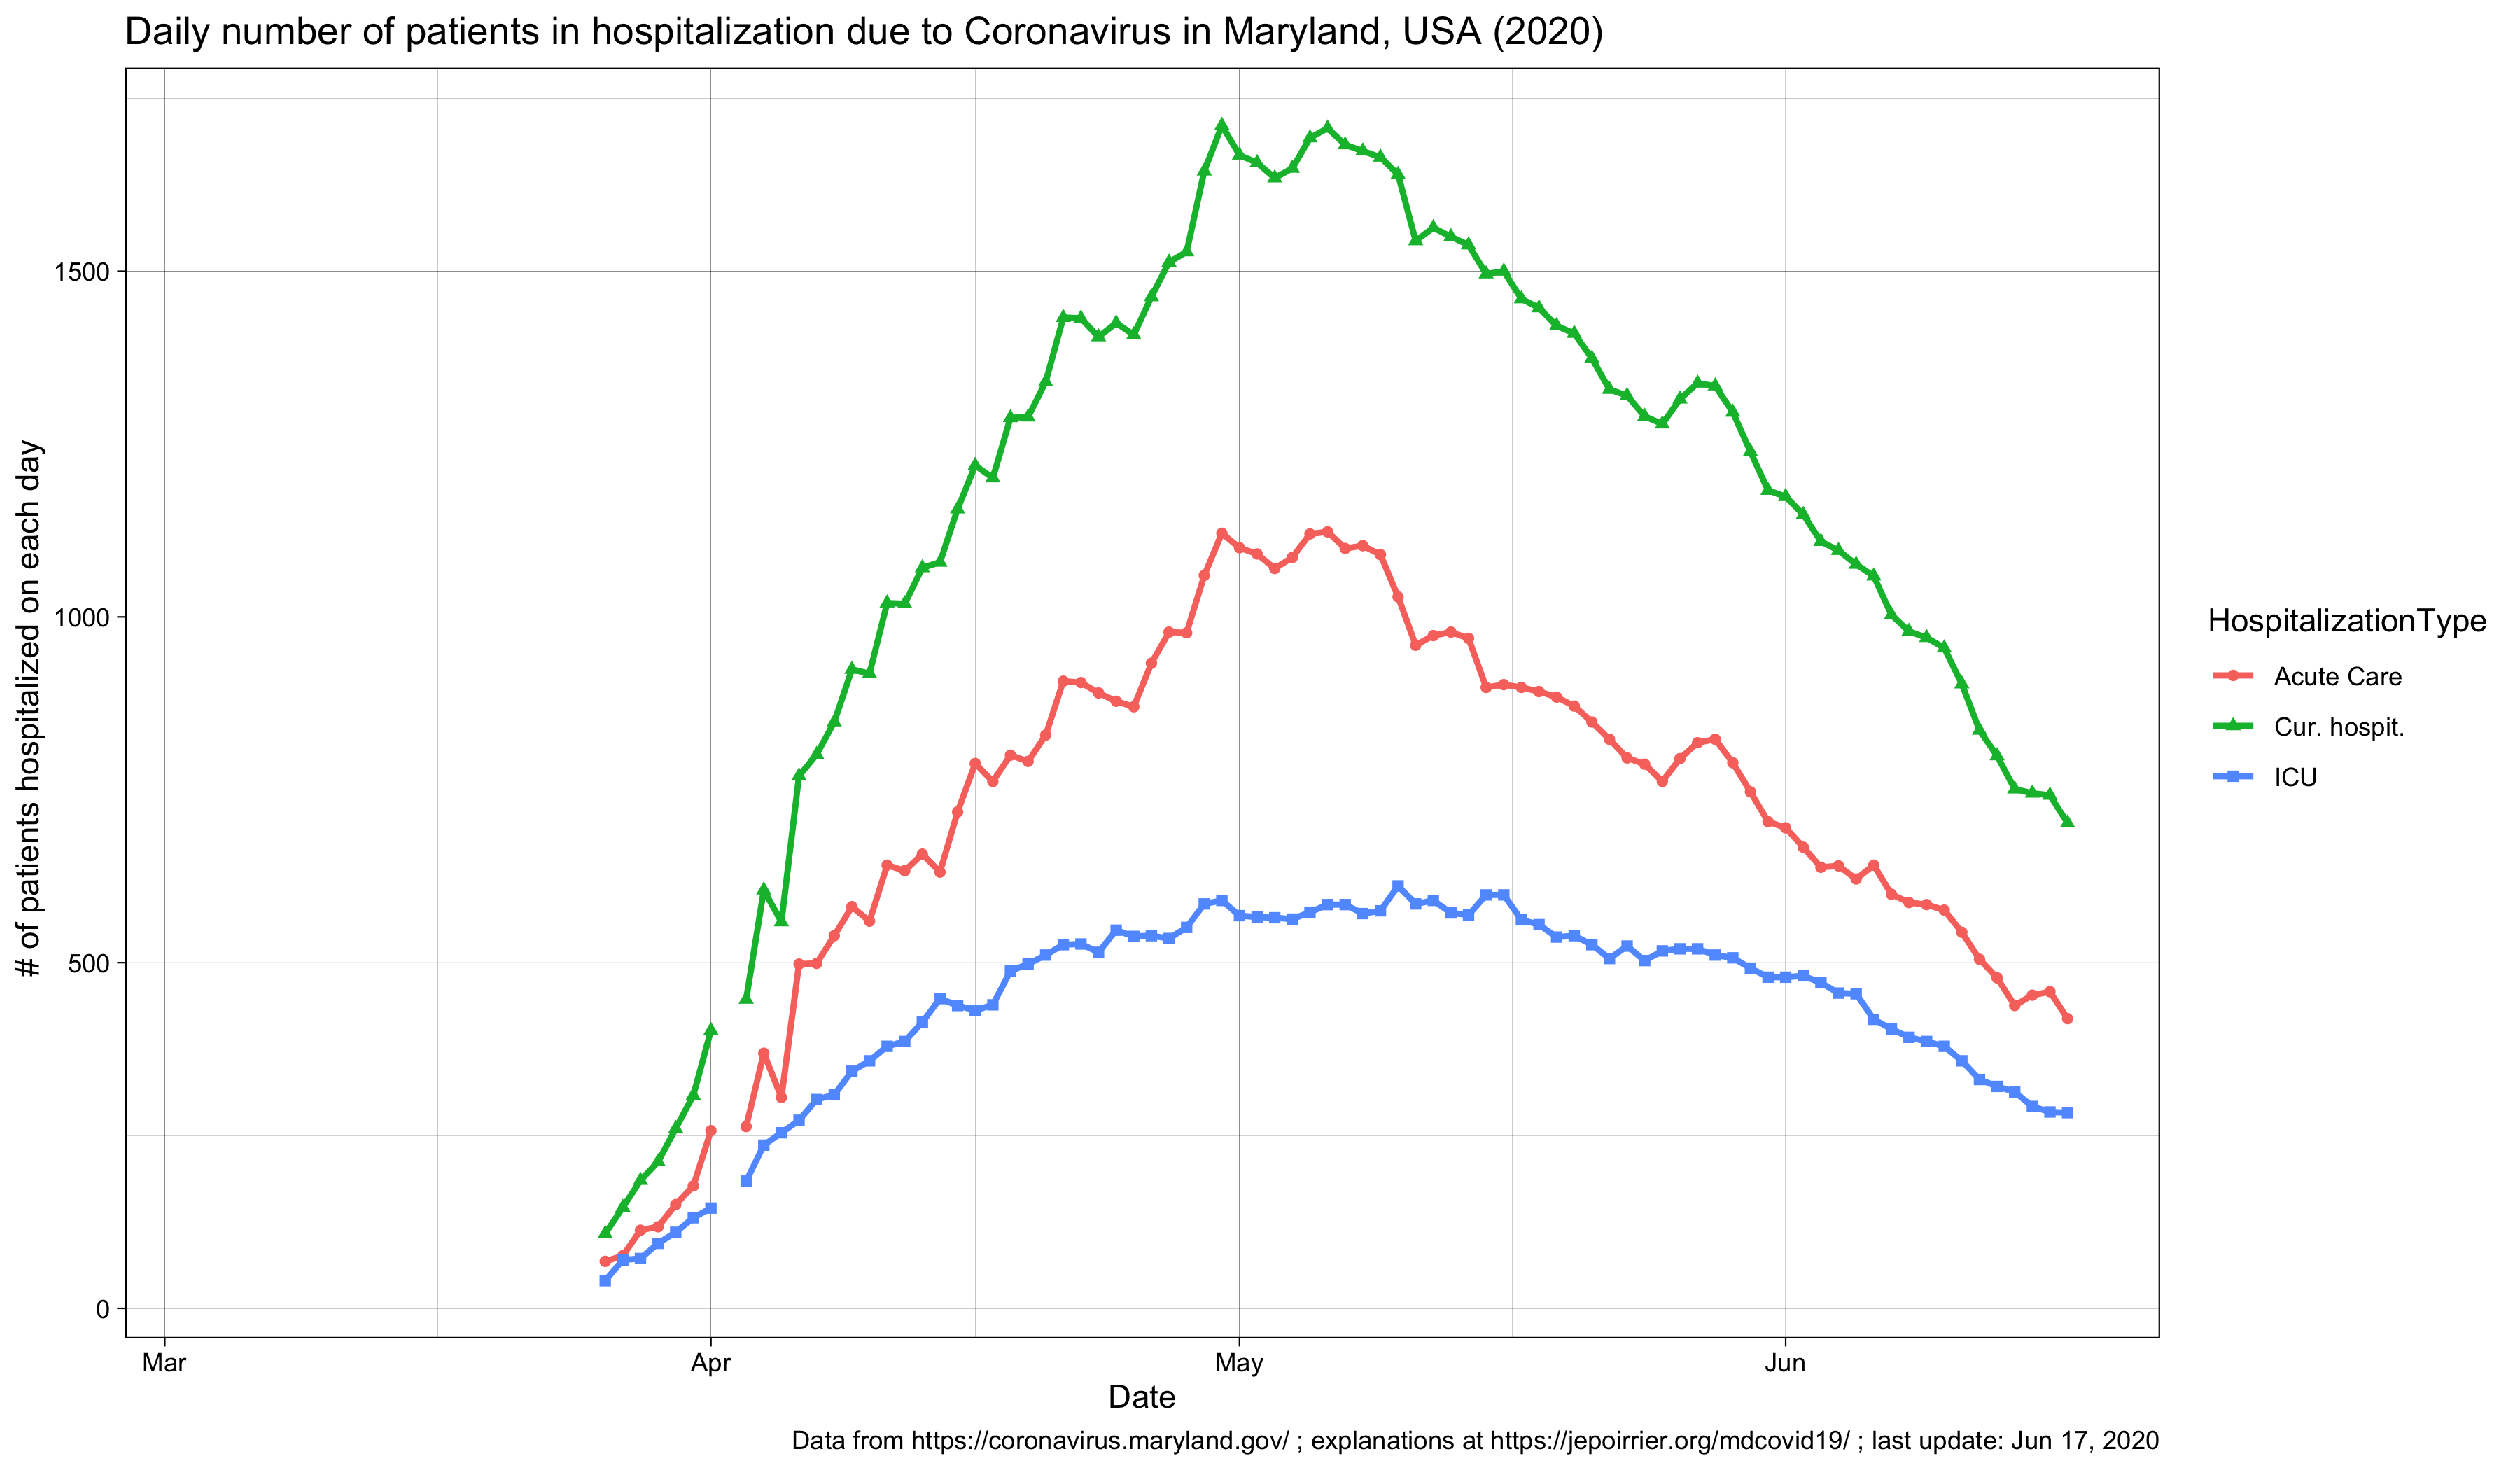 Daily number of patients in hospitalization due to Coronavirus in Maryland, USA (2020)
# of patients hospitalized on each day
1500
1000
500
0
Mar
Apr
May
Jun
Date
HospitalizationType
Acute Care
Cur. hospit.
ICU
Data from https://coronavirus.maryland.gov/ ; explanations at https://jepoirrier.org/mdcovid19/ ; last update: Jun 17, 2020